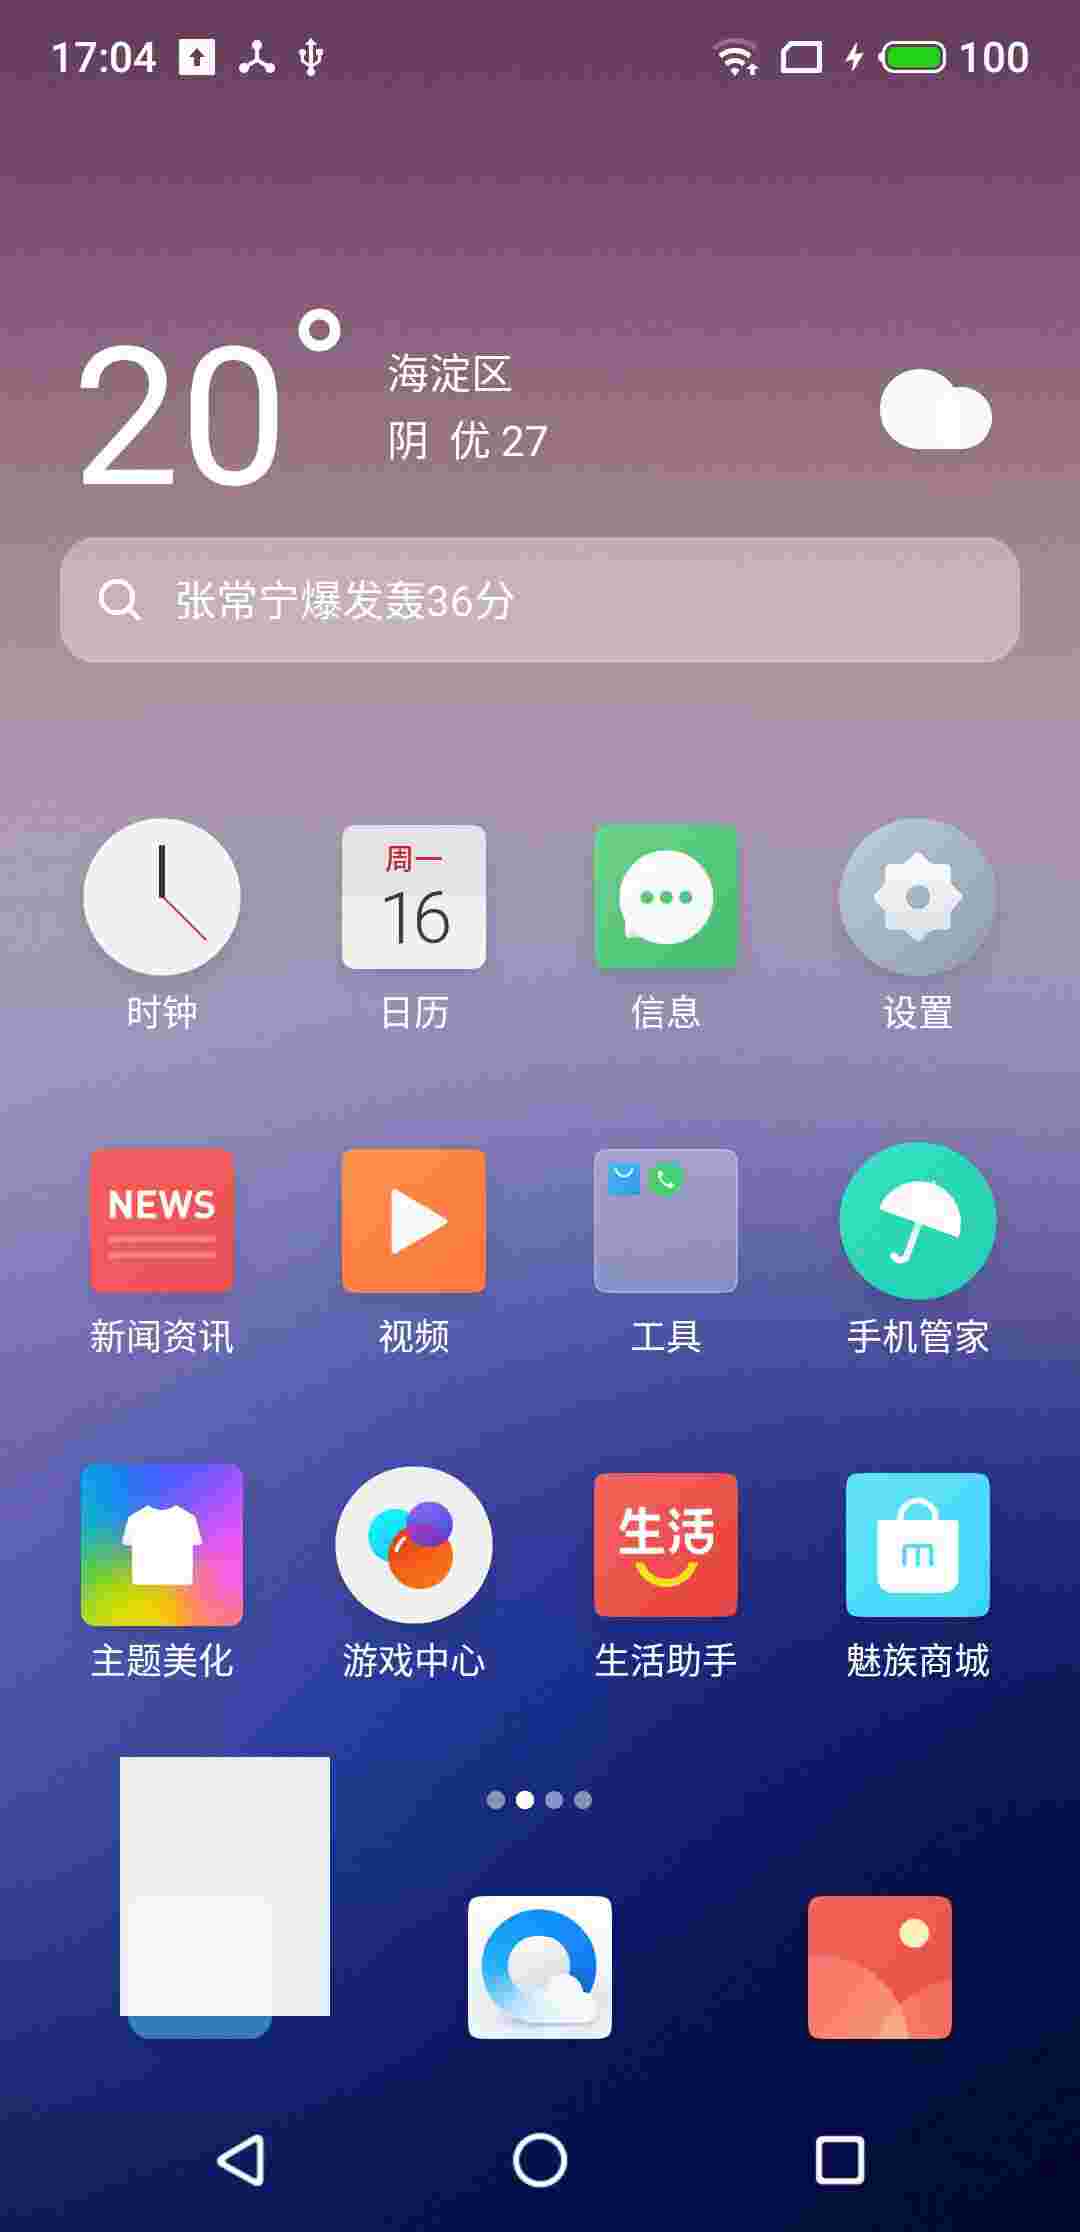 17:04
100
20°
海淀区
阴 优 27
张常宁爆发轰36分
周一
16
时钟
日历
信息
设置
NEWS
新闻资讯
视频
工具
手机管家
生活
m
主题美化
游戏中心
生活助手
魅族商城